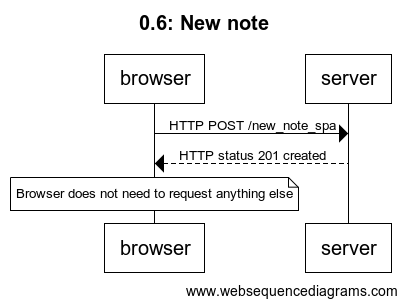 0.6: New note
browser
server
HTTP POST /new_note_spa
HTTP status 201 created
Browser does not need to request anything else
browser
server
www.websequencediagrams.com